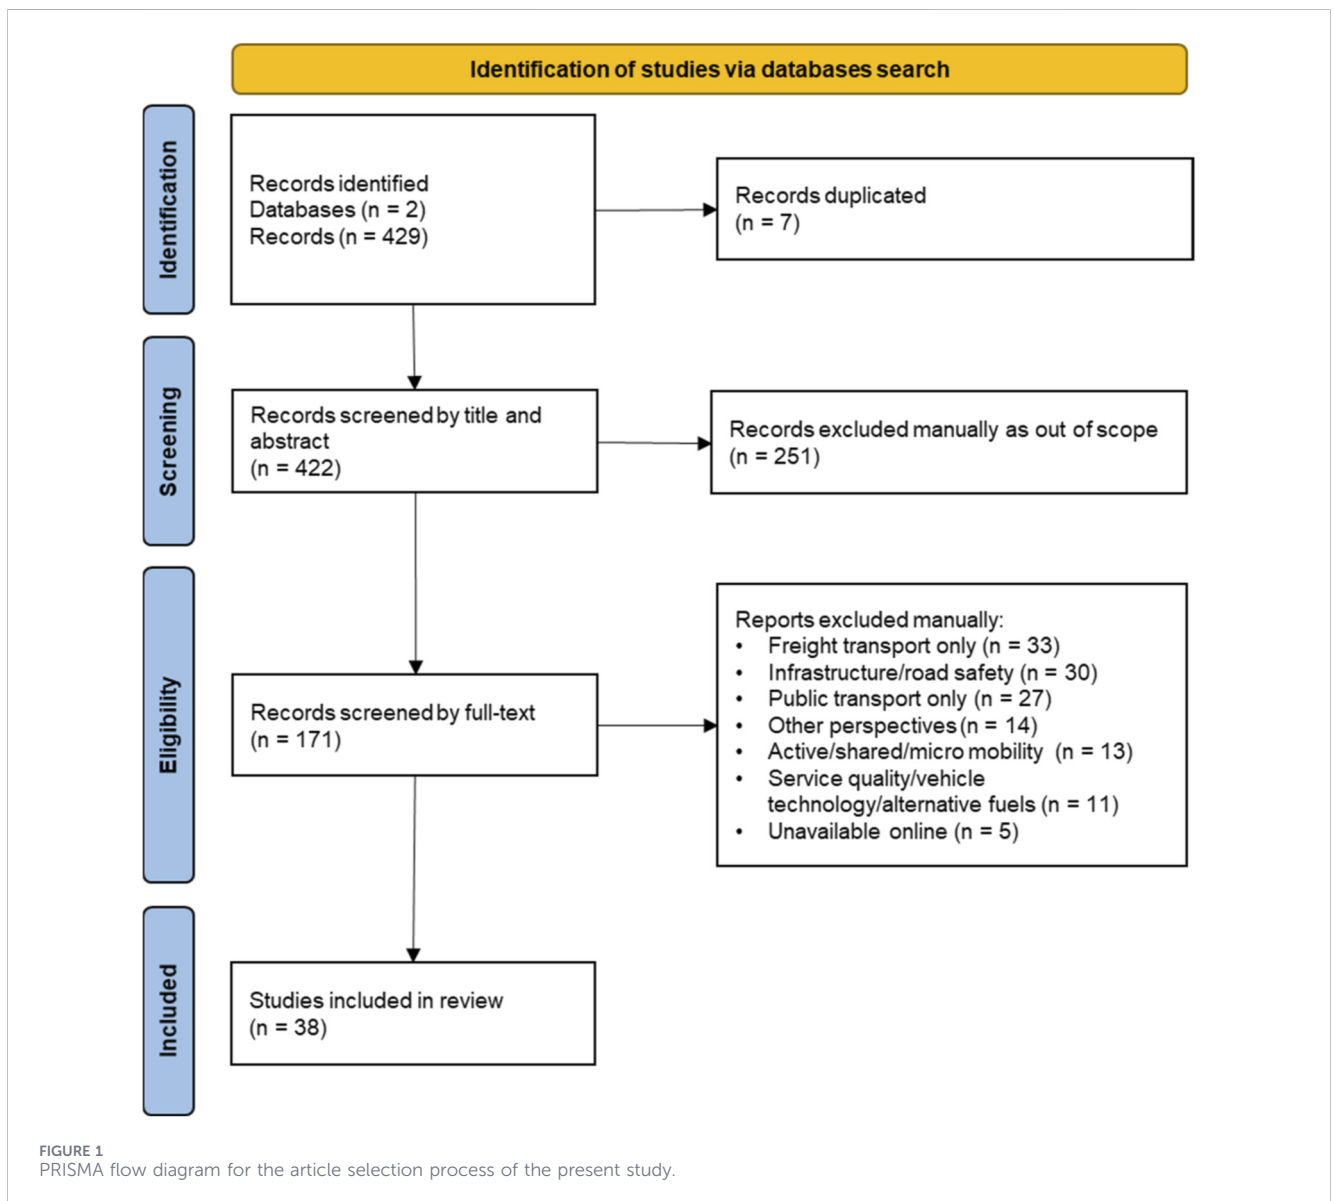 Identification of studies via databases search
Identification
Records identified
Databases (n = 2)
Records (n = 429)
Records duplicated
(n = 7)
Screening
Records screened by title and
abstract
(n = 422)
Records excluded manually as out of scope
(n = 251)
Eligibility
Records screened by full-text
(n = 171)
Reports excluded manually:
• Freight transport only (n = 33)
• Infrastructure/road safety (n = 30)
• Public transport only (n = 27)
• Other perspectives (n = 14)
• Active/shared/micro mobility (n = 13)
• Service quality/vehicle
technology/alternative fuels (n = 11)
• Unavailable online (n = 5)
Included
Studies included in review
(n = 38)
FIGURE 1
PRISMA flow diagram for the article selection process of the present study.